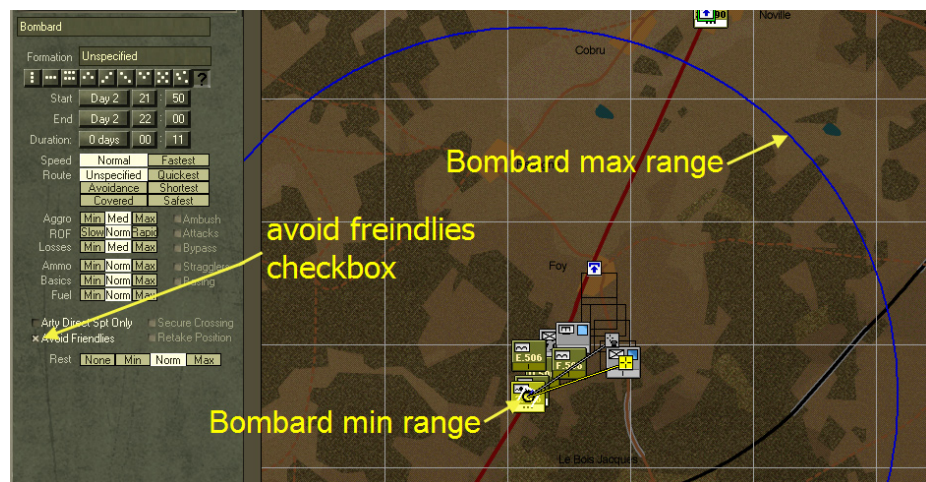 Bombard
Formation Unspecified
?
Start Day 2 21 : 50
End Day 2 22 : 00
Duration: 0 days 00 : 11
Speed Normal Fastest
Route Unspecified Quickest
Avoidance Shortest
Covered Safest
Aggro Min Med Max Ambush
ROF Slow Norm Rapid Attacks
Losses Min Med Max Bypass
Ammo Min Norm Max Stragglers
Basics Min Norm Max Basing
Fuel Min Norm Max
Arty Direct Spt Only Secure Crossing
Avoid Friendlies Retake Position
Rest None Min Norm Max
90
Noville
Cobru
Bombard max range
avoid freindlies
checkbox
Foy
E.506
Bombard min range
Le Bois Jacques